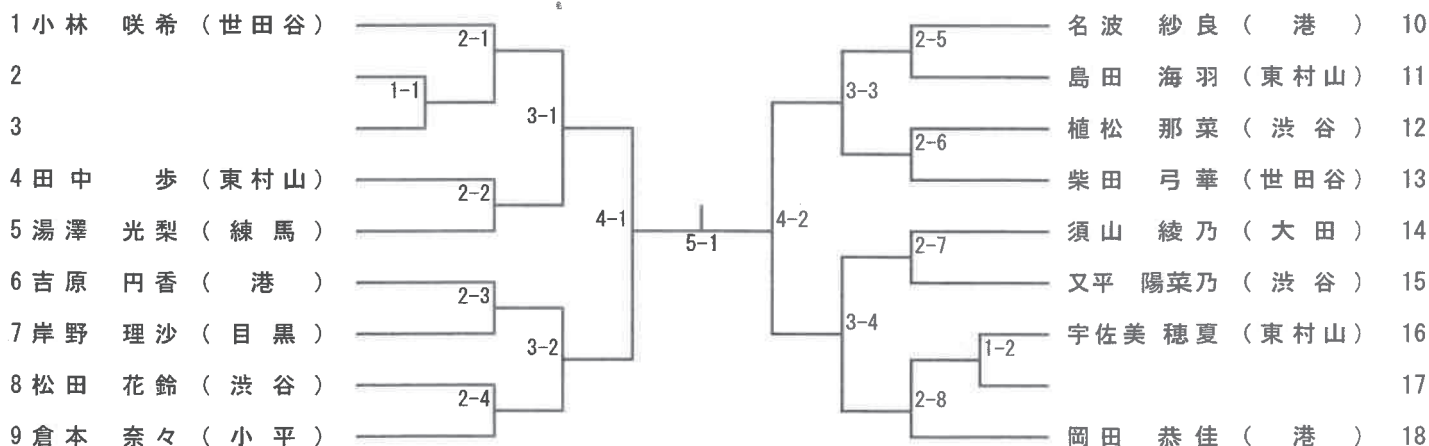 1 小林 咲希 (世田谷)
2
3
4 田中 歩 (東村山)
5 湯澤 光梨 (練馬)
6 吉原 円香 (港)
7 岸野 理沙 (目黒)
8 松田 花鈴 (渋谷)
9 倉本 奈々 (小平)
2-1
1-1
3-1
2-2
4-1
2-3
3-2
2-4
5-1
2-5
3-3
2-6
4-2
2-7
3-4
1-2
2-8
名波 紗良 (港) 10
島田 海羽 (東村山) 11
植松 那菜 (渋谷) 12
柴田 弓華 (世田谷) 13
須山 綾乃 (大田) 14
又平 陽菜乃 (渋谷) 15
宇佐美 穂夏 (東村山) 16
17
岡田 恭佳 (港) 18